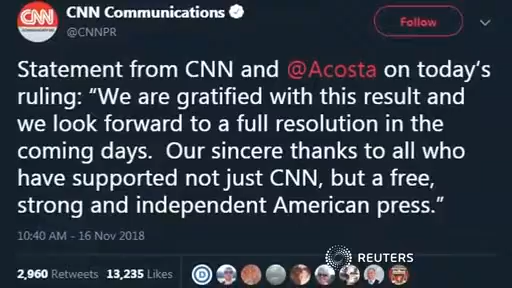 CNN
CNN Communications
@CNNPR
Follow
Statement from CNN and @Acosta on today's
ruling: “We are gratified with this result and
we look forward to a full resolution in the
coming days.  Our sincere thanks to all who
have supported not just CNN, but a free,
strong and independent American press.”
10:40 AM - 16 Nov 2018
REUTERS
2,960 Retweets 13,235 Likes